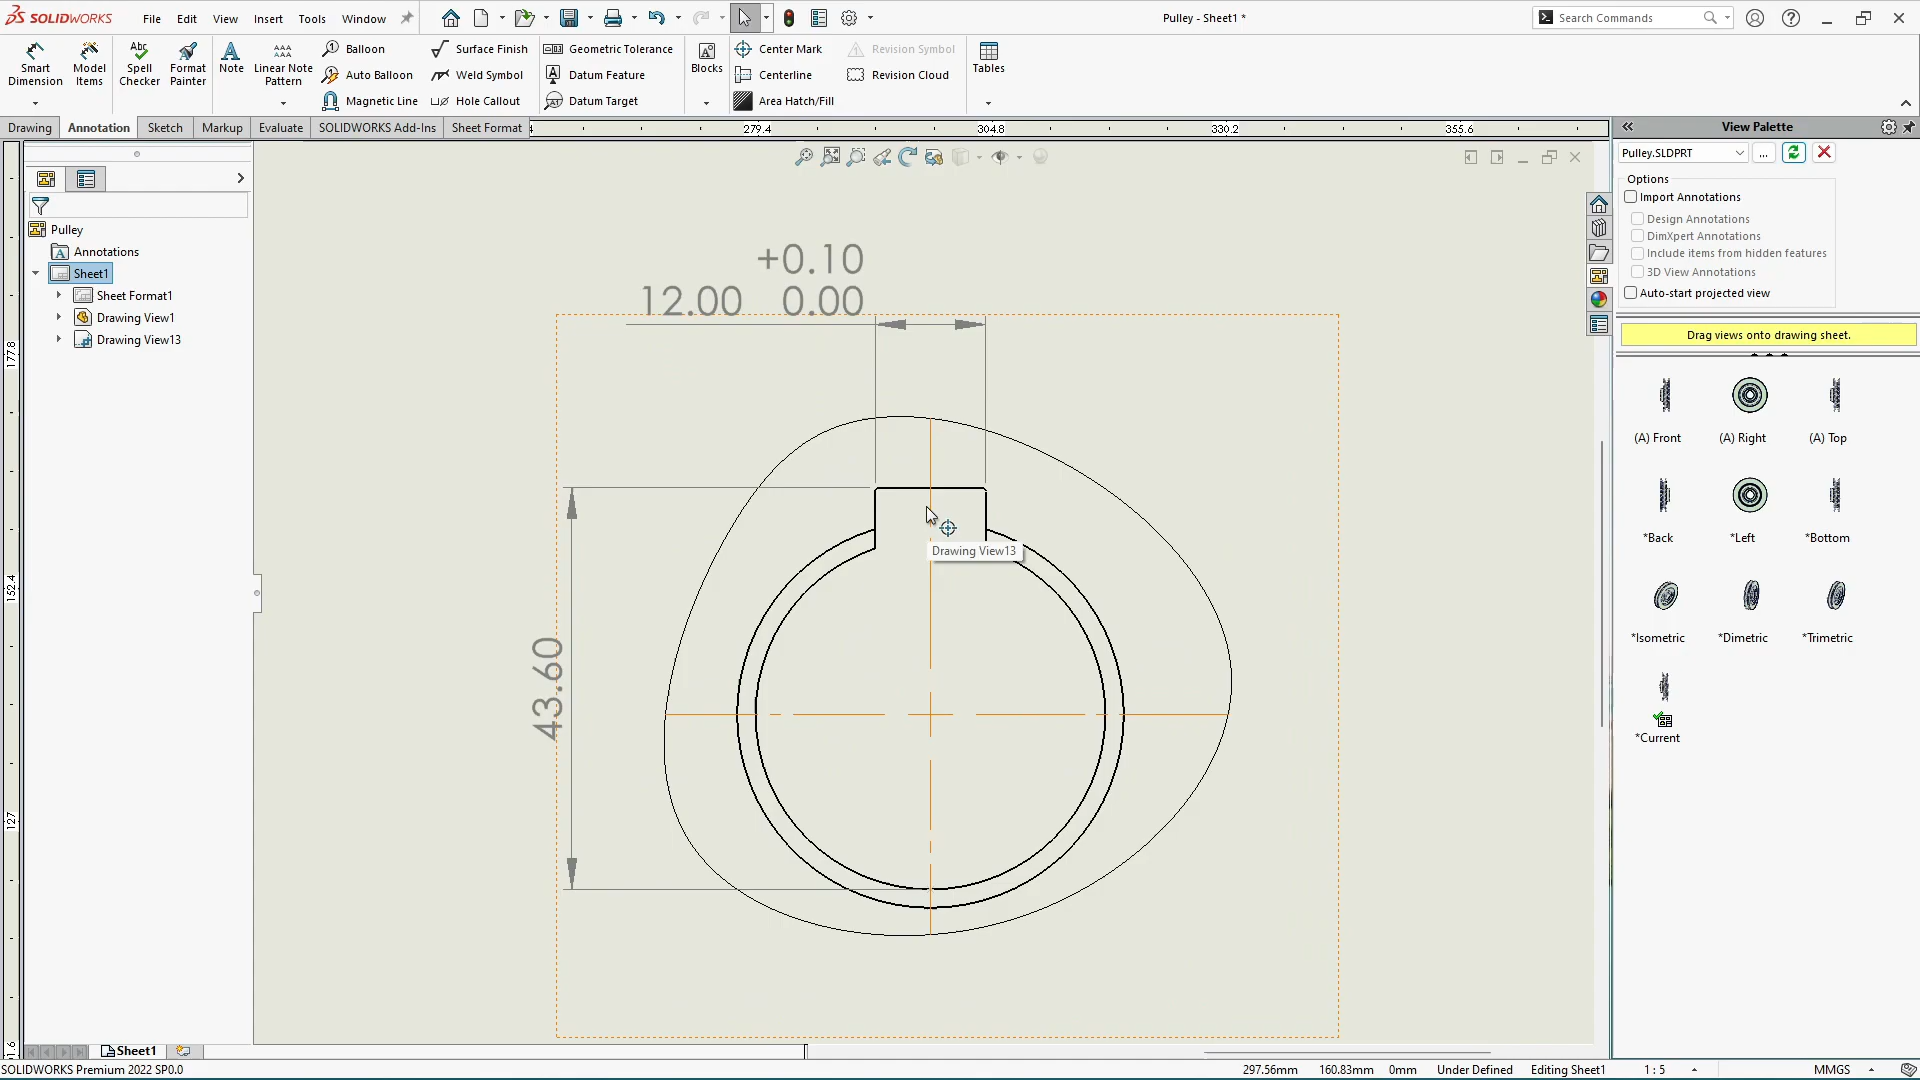 SOLIDWORKS File Edit View Insert Tools Window
Pulley - Sheet1 *
Search Commands
Smart Dimension
Model Items
Spell Checker
Format Painter
Note
Linear Note Pattern
Balloon
Auto Balloon
Magnetic Line
Surface Finish
Weld Symbol
Hole Callout
Geometric Tolerance
Datum Feature
Datum Target
Blocks
Center Mark
Centerline
Area Hatch/Fill
Revision Symbol
Revision Cloud
Tables
Drawing Annotation Sketch Markup Evaluate SOLIDWORKS Add-Ins Sheet Format
279.4 304.8 330.2 355.6
View Palette
Pulley.SLDPRT
...
Options
Import Annotations
Design Annotations
DimXpert Annotations
Include items from hidden features
3D View Annotations
Auto-start projected view
Drag views onto drawing sheet.
(A) Front (A) Right (A) Top
*Back *Left *Bottom
*Isometric *Dimetric *Trimetric
*Current
Pulley
Annotations
Sheet1
Sheet Format1
Drawing View1
Drawing View13
177.8
152.4
127
+0.10
12.00 0.00
43.60
Drawing View13
Sheet1
SOLIDWORKS Premium 2022 SP0.0
297.56mm 160.83mm 0mm Under Defined Editing Sheet1 1 : 5 MMGS